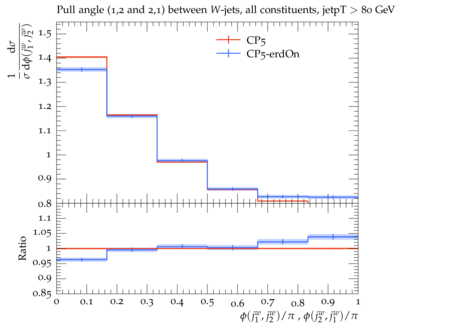 Pull angle (1,2 and 2,1) between W-jets, all constituents, jetpT > 80 GeV
1/σ dσ/dϕ(j₁ʷ, j₂ʷ)
CP5
CP5-erdOn
1.5
1.4
1.3
1.2
1.1
1
0.9
0.8
Ratio
1.1
1.05
1
0.95
0.9
0.85
0 0.1 0.2 0.3 0.4 0.5 0.6 0.7 0.8 0.9 1
ϕ(j₁ʷ, j₂ʷ)/π , ϕ(j₂ʷ, j₁ʷ)/π